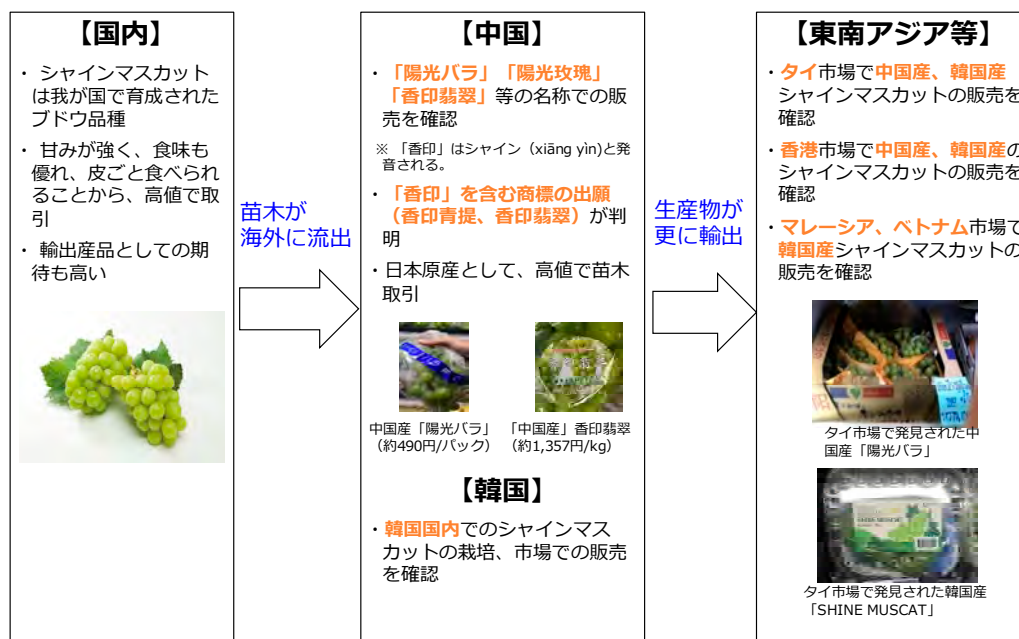 【国内】
・ シャインマスカット
は我が国で育成された
ブドウ品種
・ 甘みが強く、食味も
優れ、皮ごと食べられ
ることから、高値で取
引
・ 輸出産品としての期
待も高い
苗木が
海外に流出
【中国】
・「陽光バラ」「陽光玫瑰」
「香印翡翠」等の名称での販
売を確認
※ 「香印」はシャイン（xiāng yìn)と発
音される。
・「香印」を含む商標の出願
（香印青提、香印翡翠）が判
明
・日本原産として、高値で苗木
取引
中国産「陽光バラ」
（約490円/パック）
「中国産」香印翡翠
（約1,357円/kg）
【韓国】
・韓国国内でのシャインマス
カットの栽培、市場での販売
を確認
生産物が
更に輸出
【東南アジア等】
・タイ市場で中国産、韓国産
シャインマスカットの販売を
確認
・香港市場で中国産、韓国産の
シャインマスカットの販売を
確認
・マレーシア、ベトナム市場で
韓国産シャインマスカットの
販売を確認
タイ市場で発見された中
国産「陽光バラ」
SHINE MUSCAT
タイ市場で発見された韓国産
「SHINE MUSCAT」